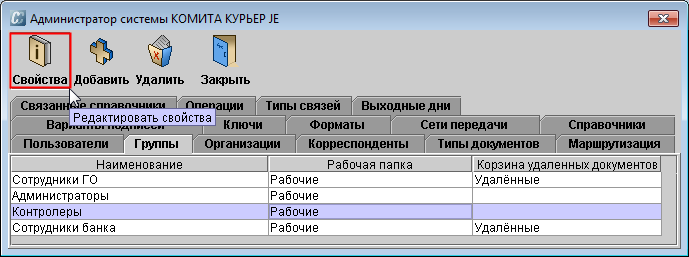 Администратор системы КОМИТА КУРЬЕР JE
Свойства Добавить Удалить Закрыть
Связанные справочники Операции Типы связей Выходные дни
Редактировать свойства
Варианты подписей Ключи Форматы Сети передачи Справочники
Пользователи Группы Организации Корреспонденты Типы документов Маршрутизация
Наименование Рабочая папка Корзина удаленных документов
Сотрудники ГО Рабочие Удалённые
Администраторы Рабочие
Контролеры Рабочие
Сотрудники банка Рабочие Удалённые